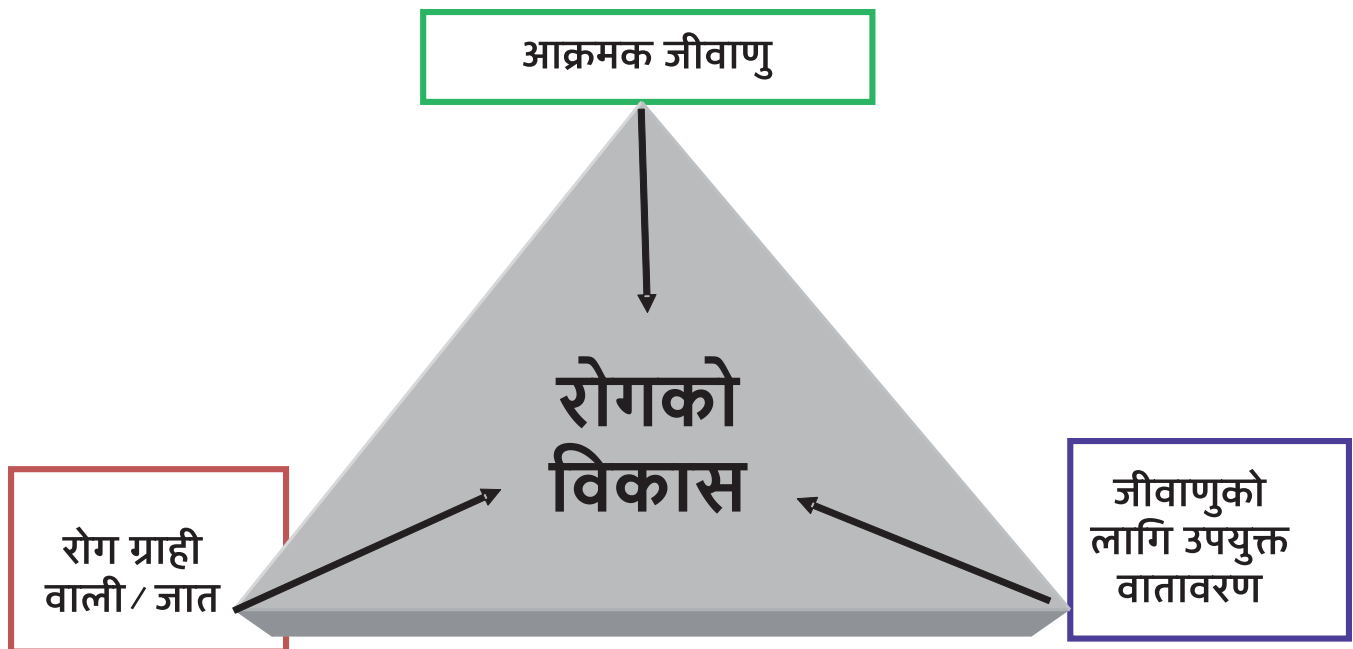 आक्रमक जीवाणु
रोगको
विकास
रोग ग्राही
वाली/जात
जीवाणुको
लागि उपयुक्त
वातावरण